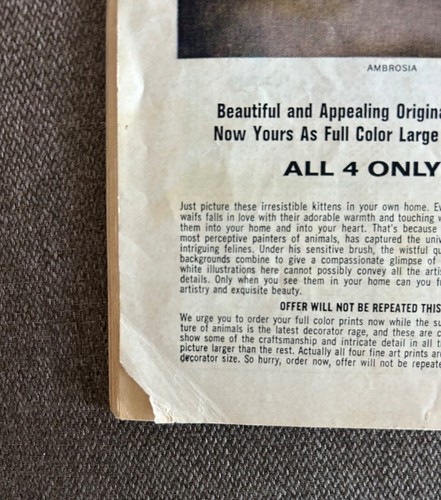 AMBROSIA
Beautiful and Appealing Origina
Now Yours As Full Color Large
ALL 4 ONLY
Just picture these irresistible kittens in your own home. Ev
waifs falls in love with their adorable warmth and touching w
them into your home and into your heart. That's because
most perceptive painters of animals, has captured the univ
intriguing felines. Under his sensitive brush, the wistful qu
backgrounds combine to give a compassionate glimpse of
white illustrations here cannot possibly convey all the artis
details. Only when you see them in your home can you f
artistry and exquisite beauty.
OFFER WILL NOT BE REPEATED THIS
We urge you to order your full color prints now while the su
ture of animals is the latest decorator rage, and these are c
show some of the craftsmanship and intricate detail in all t
picture larger than the rest. Actually all four fine art prints ar
decorator size. So hurry, order now, offer will not be repeate